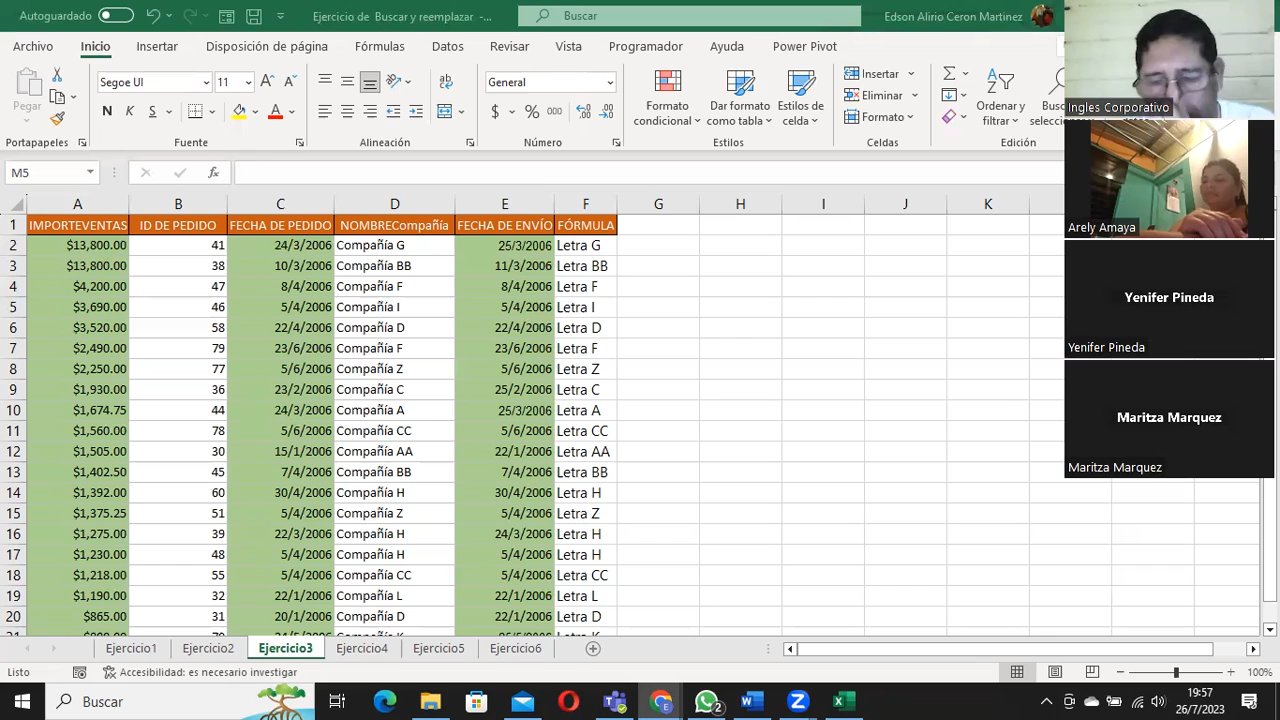 Autoguardado
Ejercicio de Buscar y reemplazar -...
Buscar
Edson Alirio Ceron Martinez
Archivo Inicio Insertar Disposición de página Fórmulas Datos Revisar Vista Programador Ayuda Power Pivot
Pegar
Segoe UI 11
N K S
General
$ % 000
Formato condicional
Dar formato como tabla
Estilos de celda
Insertar
Eliminar
Formato
Ordenar y filtrar
Portapapeles Fuente Alineación Número Estilos Celdas Edición
M5
fx
A B C D E F G H I J K
1 IMPORTEVENTAS ID DE PEDIDO FECHA DE PEDIDO NOMBRECompañía FECHA DE ENVÍO FÓRMULA
2 $13,800.00 41 24/3/2006 Compañía G 25/3/2006 Letra G
3 $13,800.00 38 10/3/2006 Compañía BB 11/3/2006 Letra BB
4 $4,200.00 47 8/4/2006 Compañía F 8/4/2006 Letra F
5 $3,690.00 46 5/4/2006 Compañía I 5/4/2006 Letra I
6 $3,520.00 58 22/4/2006 Compañía D 22/4/2006 Letra D
7 $2,490.00 79 23/6/2006 Compañía F 23/6/2006 Letra F
8 $2,250.00 77 5/6/2006 Compañía Z 5/6/2006 Letra Z
9 $1,930.00 36 23/2/2006 Compañía C 25/2/2006 Letra C
10 $1,674.75 44 24/3/2006 Compañía A 25/3/2006 Letra A
11 $1,560.00 78 5/6/2006 Compañía CC 5/6/2006 Letra CC
12 $1,505.00 30 15/1/2006 Compañía AA 22/1/2006 Letra AA
13 $1,402.50 45 7/4/2006 Compañía BB 7/4/2006 Letra BB
14 $1,392.00 60 30/4/2006 Compañía H 30/4/2006 Letra H
15 $1,375.25 51 5/4/2006 Compañía Z 5/4/2006 Letra Z
16 $1,275.00 39 22/3/2006 Compañía H 24/3/2006 Letra H
17 $1,230.00 48 5/4/2006 Compañía H 5/4/2006 Letra H
18 $1,218.00 55 5/4/2006 Compañía CC 5/4/2006 Letra CC
19 $1,190.00 32 22/1/2006 Compañía L 22/1/2006 Letra L
20 $865.00 31 20/1/2006 Compañía D 22/1/2006 Letra D
Ejercicio1 Ejercicio2 Ejercicio3 Ejercicio4 Ejercicio5 Ejercicio6
Listo Accesibilidad: es necesario investigar 100%
Buscar
2
19:57
26/7/2023
Ingles Corporativo
Arely Amaya
Yenifer Pineda
Yenifer Pineda
Maritza Marquez
Maritza Marquez